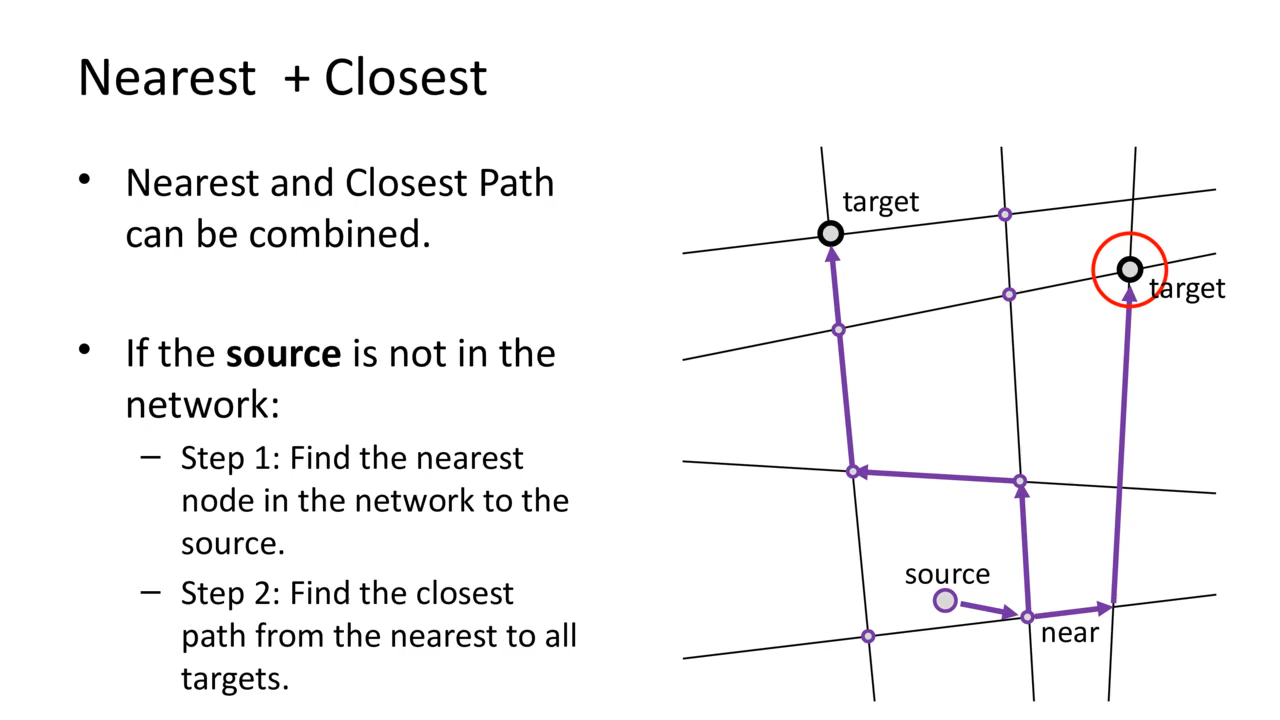 Nearest + Closest
• Nearest and Closest Path
can be combined.
• If the source is not in the
network:
– Step 1: Find the nearest
node in the network to the
source.
– Step 2: Find the closest
path from the nearest to all
targets.
target
target
source
near